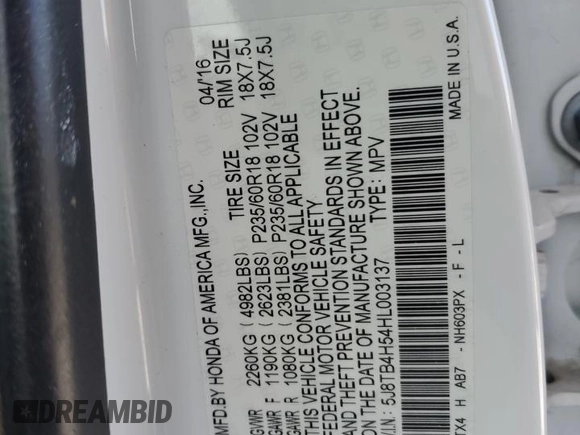 MFD.BY HONDA OF AMERICA MFG.,INC. 04/16
TIRE SIZE RIM SIZE
GVWR 2260KG (4982LBS)
GAWR F 1190KG (2623LBS) P235/60R18 102V 18X7.5J
GAWR R 1080KG (2381LBS) P235/60R18 102V 18X7.5J
THIS VEHICLE CONFORMS TO ALL APPLICABLE
FEDERAL MOTOR VEHICLE SAFETY
AND THEFT PREVENTION STANDARDS IN EFFECT
ON THE DATE OF MANUFACTURE SHOWN ABOVE.
V.I.N.: 5J8TB4H54HL003137 TYPE: MPV
TX4 H AB7 - NH603PX - F - L MADE IN U.S.A.
DREAMBID